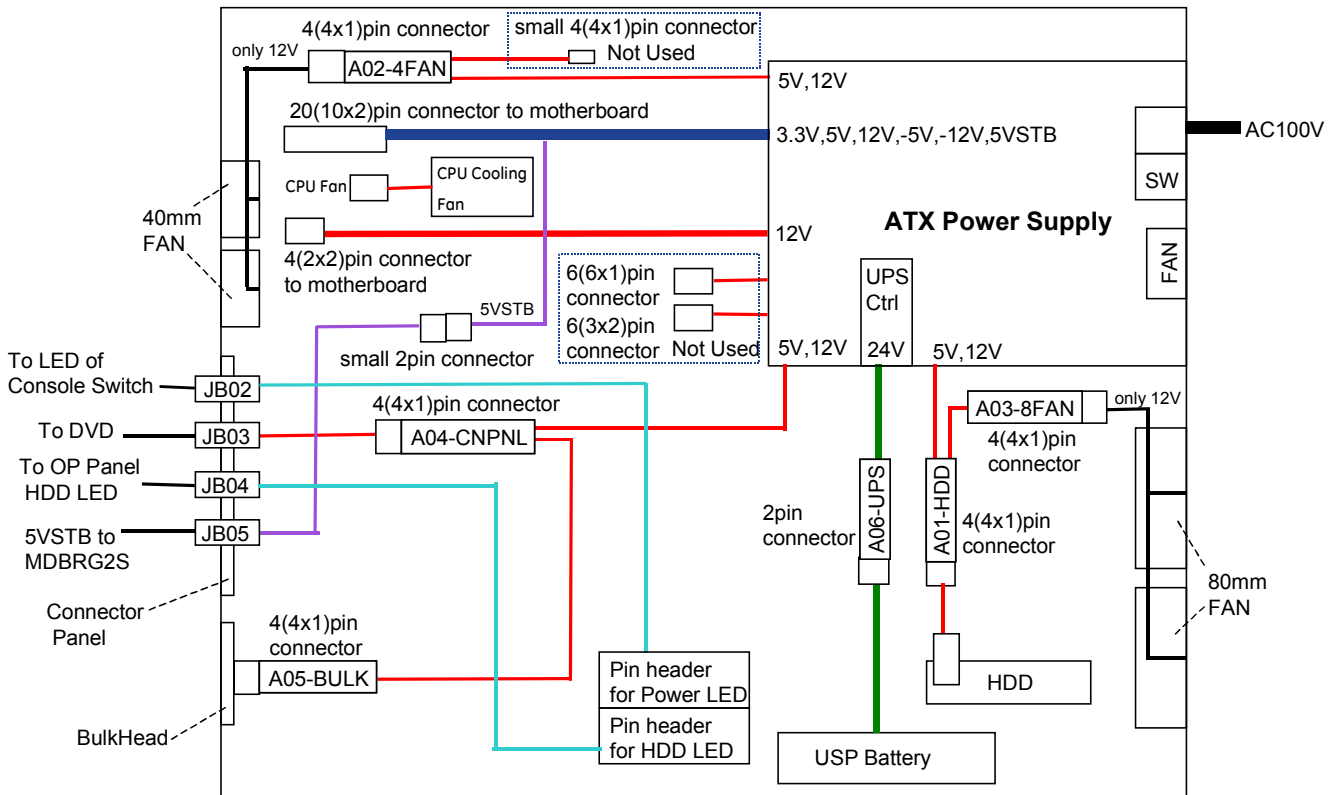 4(4x1)pin connector
small 4(4x1)pin connector
Not Used
only 12V
A02-4FAN
5V,12V
20(10x2)pin connector to motherboard
3.3V,5V,12V,-5V,-12V,5VSTB
AC100V
SW
CPU Fan
CPU Cooling
Fan
40mm
FAN
ATX Power Supply
12V
FAN
4(2x2)pin connector
to motherboard
6(6x1)pin
connector
6(3x2)pin
connector
Not Used
UPS
Ctrl
24V
5VSTB
small 2pin connector
5V,12V
5V,12V
To LED of
Console Switch
JB02
To DVD
JB03
4(4x1)pin connector
A04-CNPNL
A03-8FAN
only 12V
4(4x1)pin
connector
To OP Panel
HDD LED
JB04
5VSTB to
MDBRG2S
JB05
2pin
connector
A06-UPS
A01-HDD
4(4x1)pin
connector
80mm
FAN
Connector
Panel
4(4x1)pin
connector
A05-BULK
BulkHead
Pin header
for Power LED
Pin header
for HDD LED
HDD
USP Battery